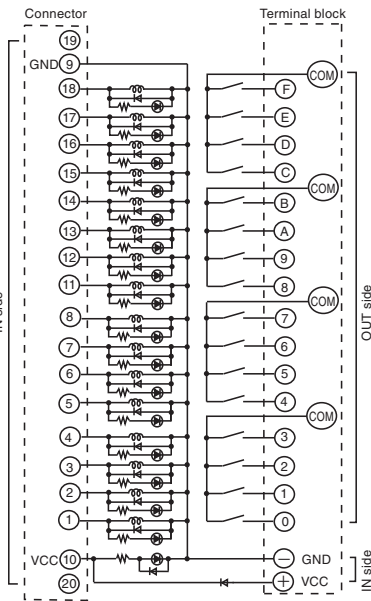 Connector Terminal block
19
GND 9 COM
18 F
17 E
16 D
15 C
COM
14 B
13 A
12 9
11 8
COM
8 7
7 6
6 5
5 4
COM
4 3
3 2
2 1
1 0
VCC 10 − GND
20 + VCC
OUT side
IN side